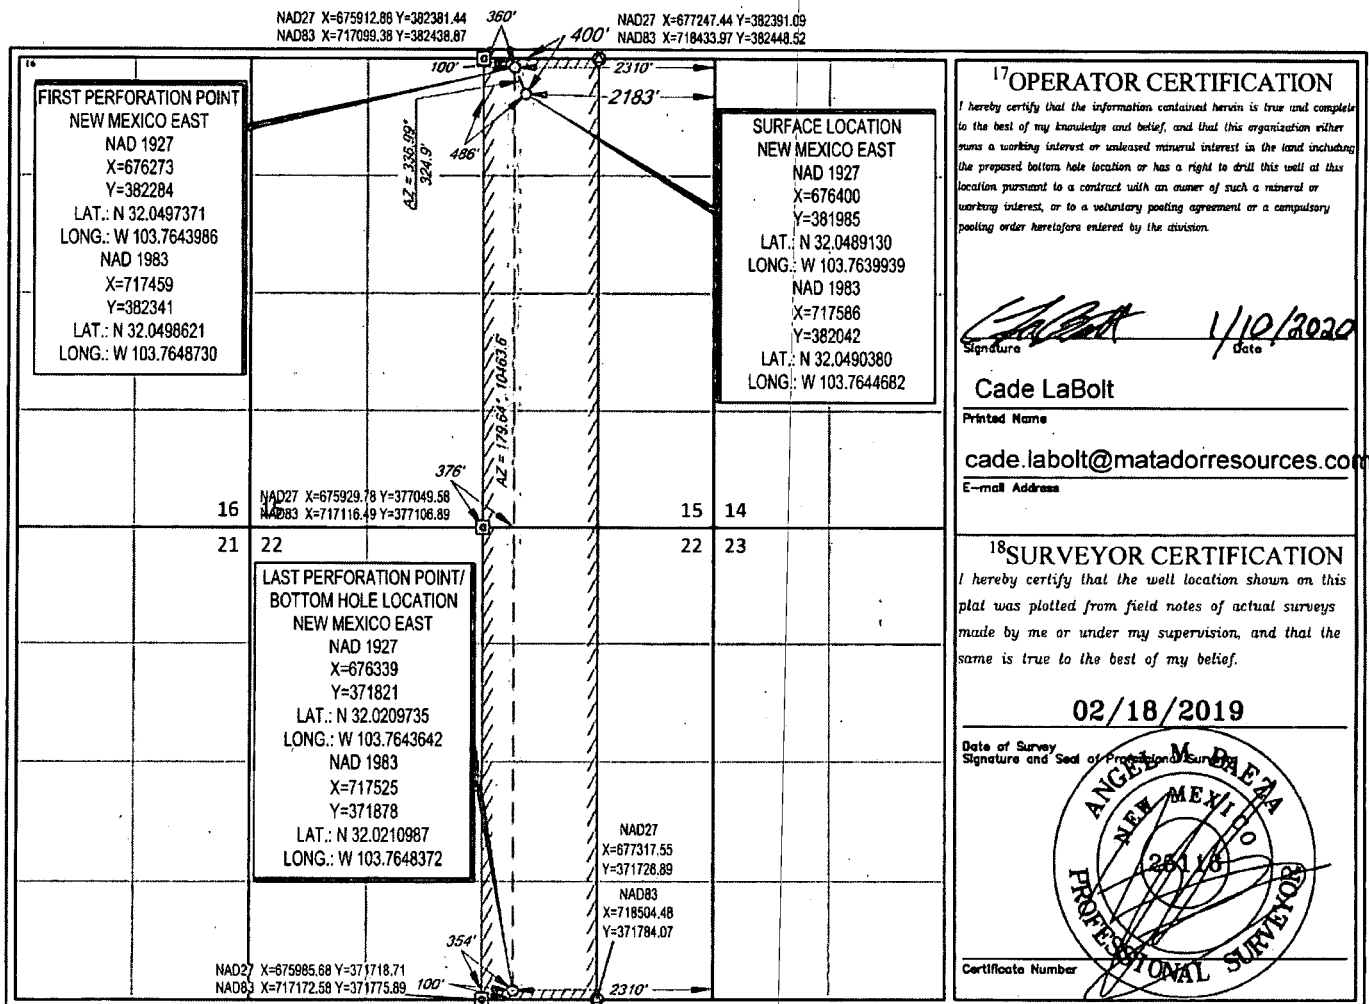 NAD27 X=675912.88 Y=382381.44
NAD83 X=717099.38 Y=382438.87
360'
400'
NAD27 X=677247.44 Y=382391.09
NAD83 X=718433.97 Y=382448.52
16
100'
2310'
2183'
486'
AZ = 336.99°
324.9'
FIRST PERFORATION POINT
NEW MEXICO EAST
NAD 1927
X=676273
Y=382284
LAT.: N 32.0497371
LONG.: W 103.7643986
NAD 1983
X=717459
Y=382341
LAT.: N 32.0498621
LONG.: W 103.7648730
SURFACE LOCATION
NEW MEXICO EAST
NAD 1927
X=676400
Y=381985
LAT.: N 32.0489130
LONG.: W 103.7639939
NAD 1983
X=717586
Y=382042
LAT.: N 32.0490380
LONG.: W 103.7644682
AZ = 179.64°, 10463.6'
376'
NAD27 X=675929.78 Y=377049.58
NAD83 X=717116.49 Y=377106.89
16
15 14
21 22
22 23
LAST PERFORATION POINT/
BOTTOM HOLE LOCATION
NEW MEXICO EAST
NAD 1927
X=676339
Y=371821
LAT.: N 32.0209735
LONG.: W 103.7643642
NAD 1983
X=717525
Y=371878
LAT.: N 32.0210987
LONG.: W 103.7648372
NAD27
X=677317.55
Y=371728.89
NAD83
X=718504.48
Y=371784.07
354'
NAD27 X=675985.68 Y=371718.71
NAD83 X=717172.58 Y=371775.89
100'
2310'
17 OPERATOR CERTIFICATION
I hereby certify that the information contained herein is true and complete
to the best of my knowledge and belief, and that this organization either
owns a working interest or unleased mineral interest in the land including
the proposed bottom hole location or has a right to drill this well at this
location pursuant to a contract with an owner of such a mineral or
working interest, or to a voluntary pooling agreement or a compulsory
pooling order heretofore entered by the division.
1/10/2020
Signature Date
Cade LaBolt
Printed Name
cade.labolt@matadorresources.com
E-mail Address
18 SURVEYOR CERTIFICATION
I hereby certify that the well location shown on this
plat was plotted from field notes of actual surveys
made by me or under my supervision, and that the
same is true to the best of my belief.
02/18/2019
Date of Survey
Signature and Seal of Professional Surveyor
ANGEL M. BAEZA
NEW MEXICO
PROFESSIONAL SURVEYOR
Certificate Number